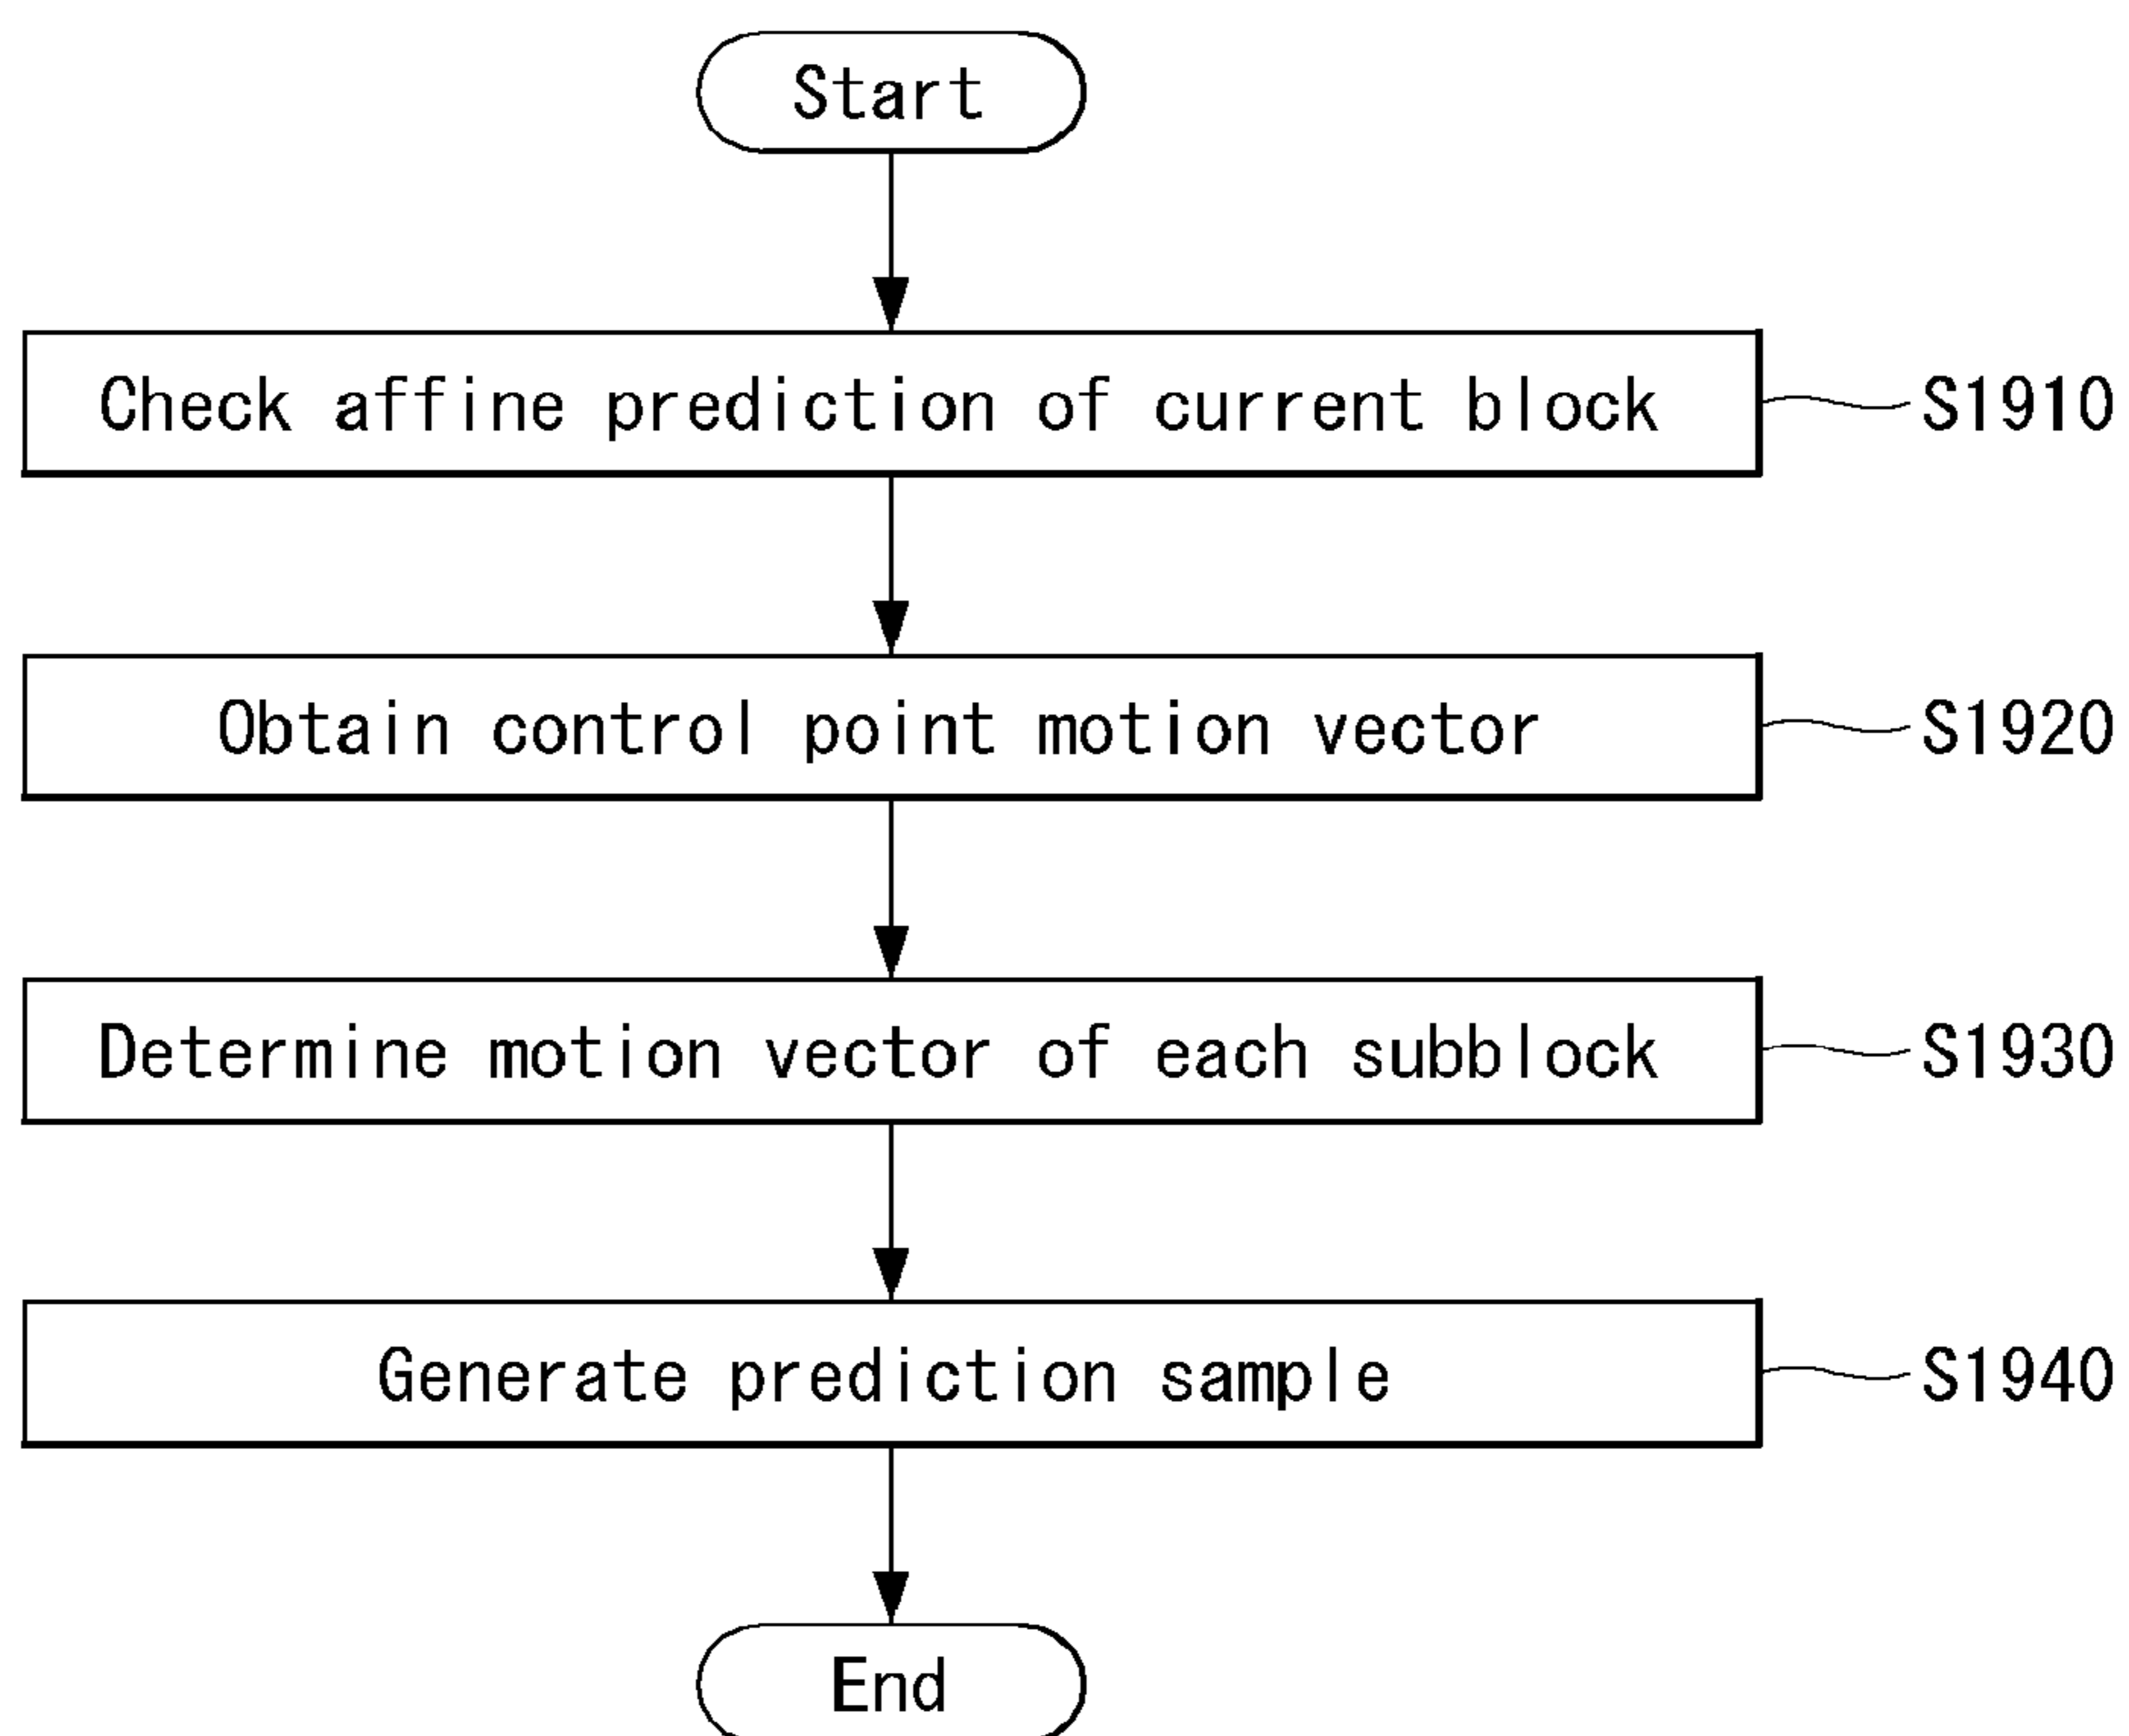 Start
Check affine prediction of current block
S1910
Obtain control point motion vector
S1920
Determine motion vector of each subblock
S1930
Generate prediction sample
S1940
End